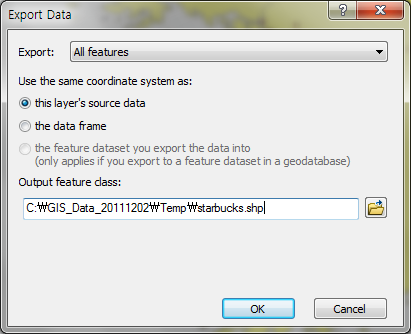 Export Data
Export: All features
Use the same coordinate system as:
this layer's source data
the data frame
the feature dataset you export the data into
(only applies if you export to a feature dataset in a geodatabase)
Output feature class:
C:₩GIS_Data_20111202₩Temp₩starbucks.shp
OK Cancel